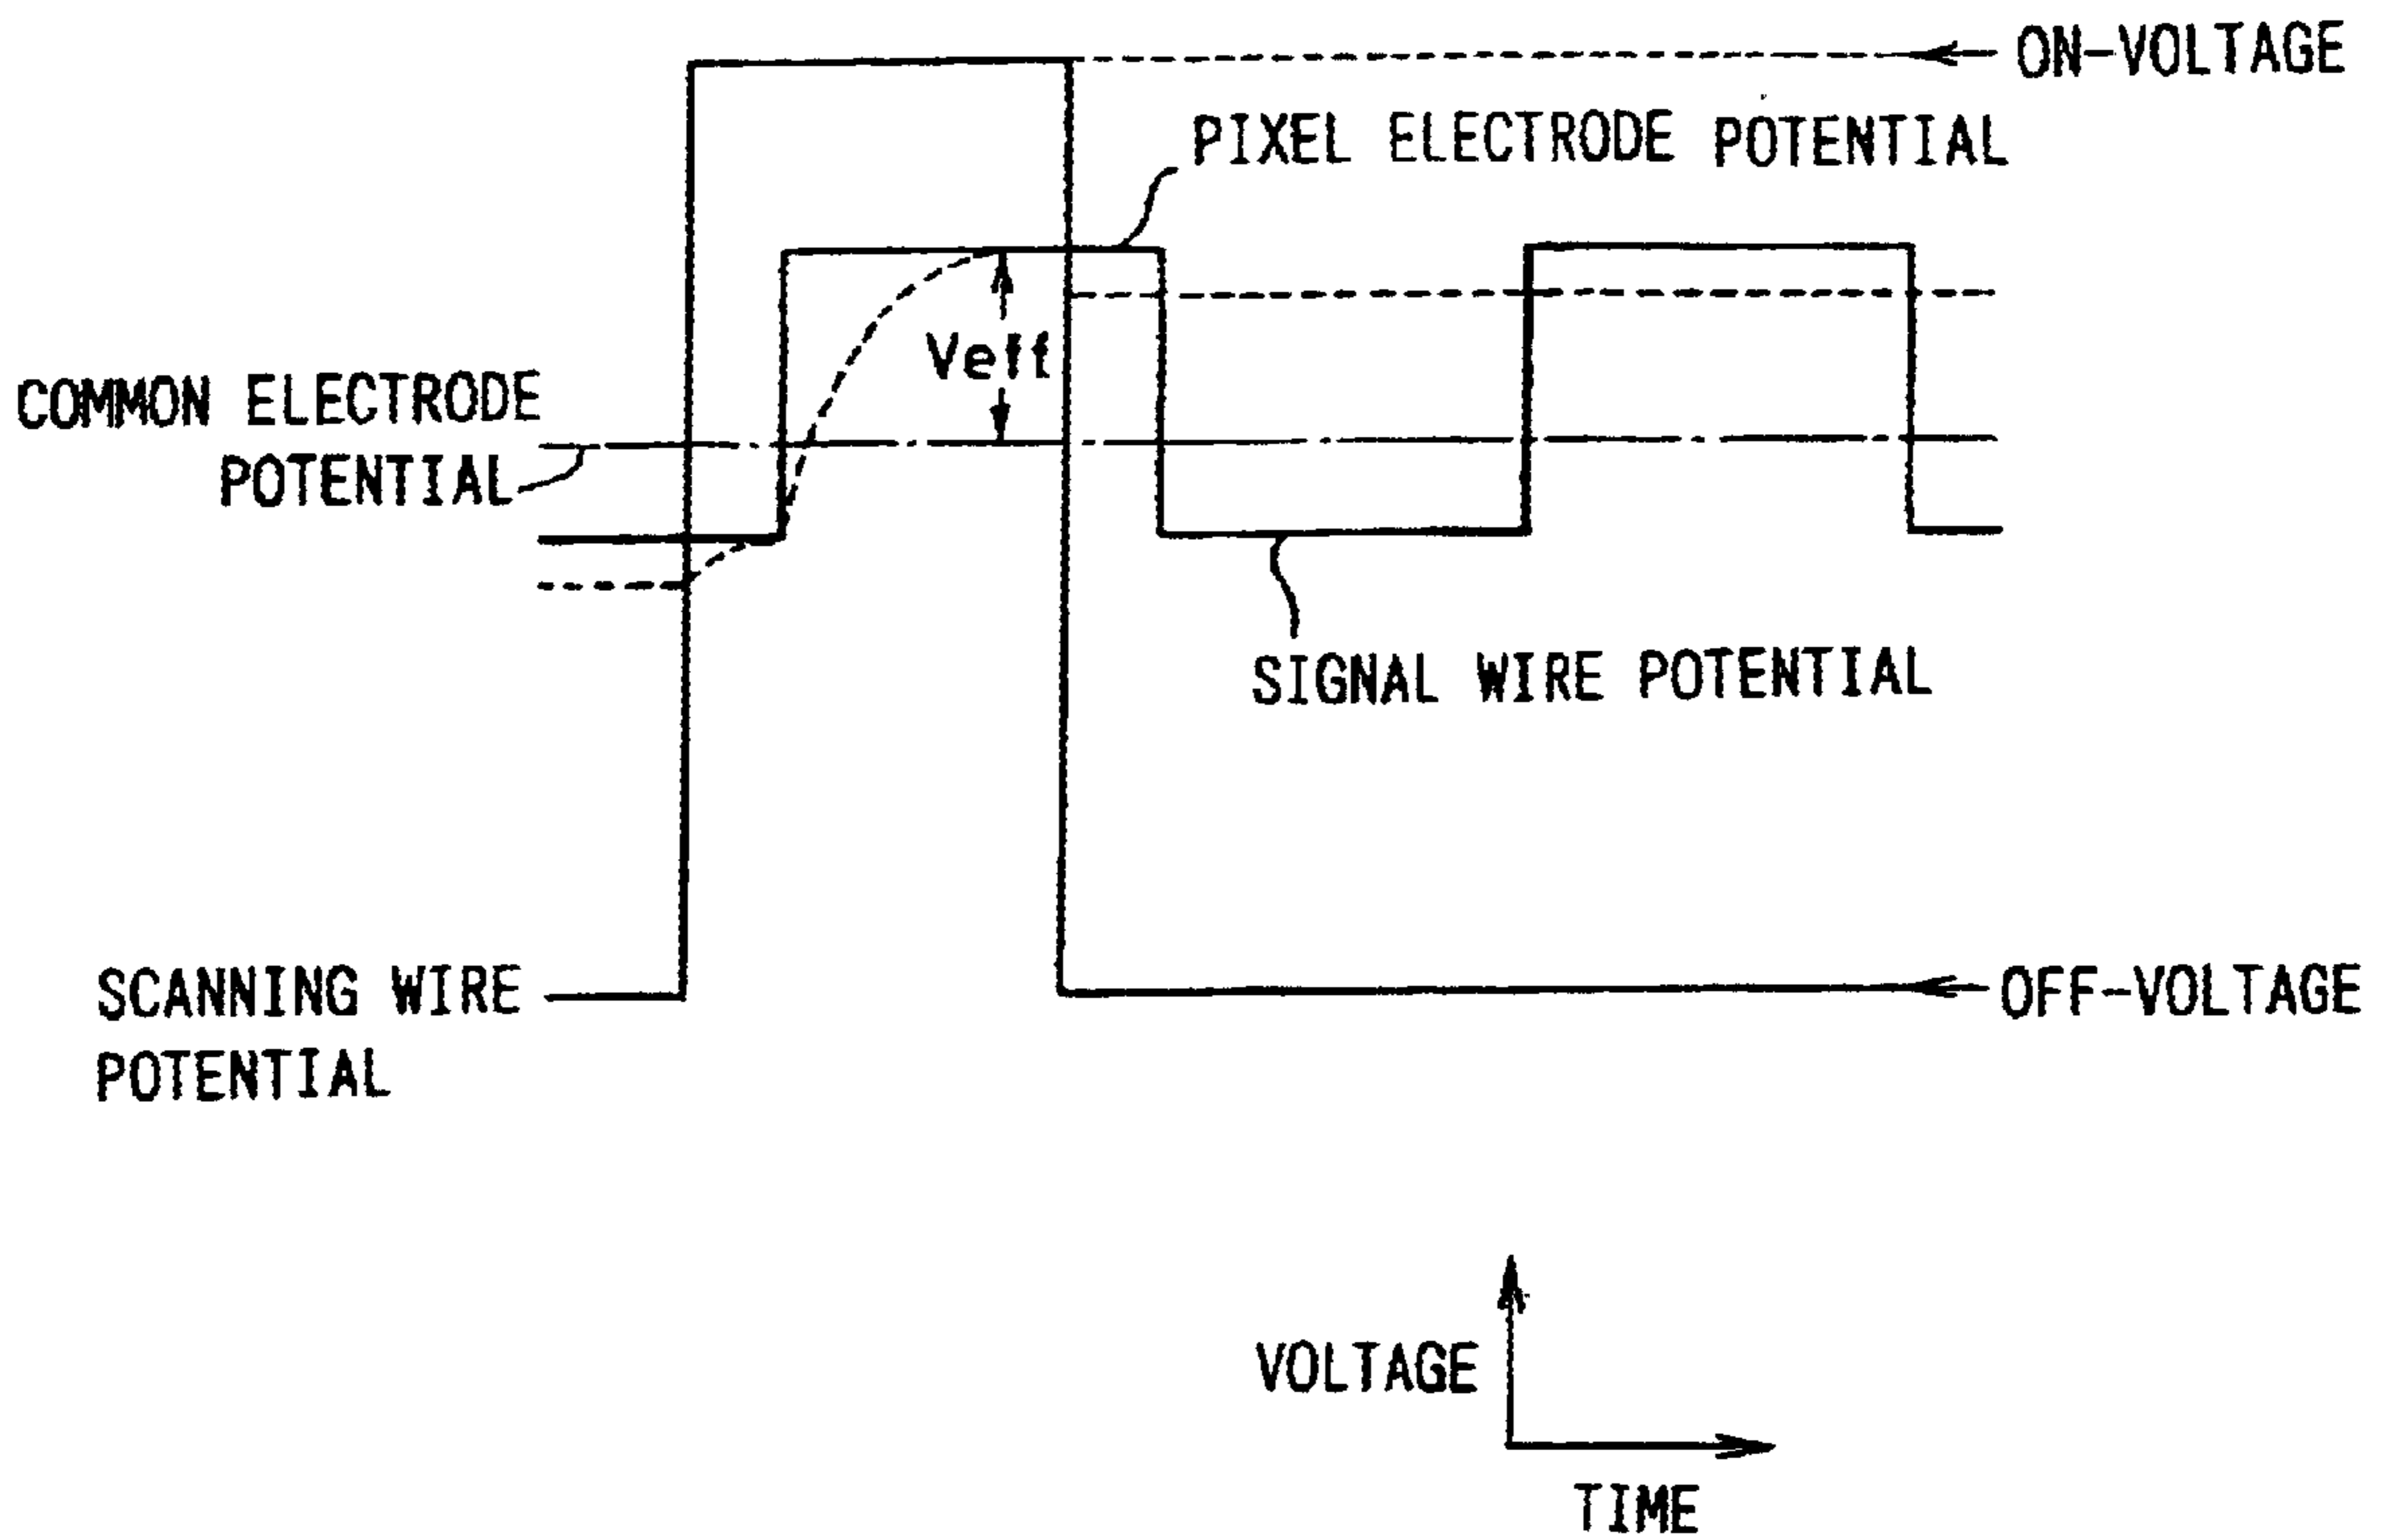 ON-VOLTAGE
PIXEL ELECTRODE POTENTIAL
Veff
COMMON ELECTRODE
POTENTIAL
SIGNAL WIRE POTENTIAL
SCANNING WIRE
POTENTIAL
OFF-VOLTAGE
VOLTAGE
TIME